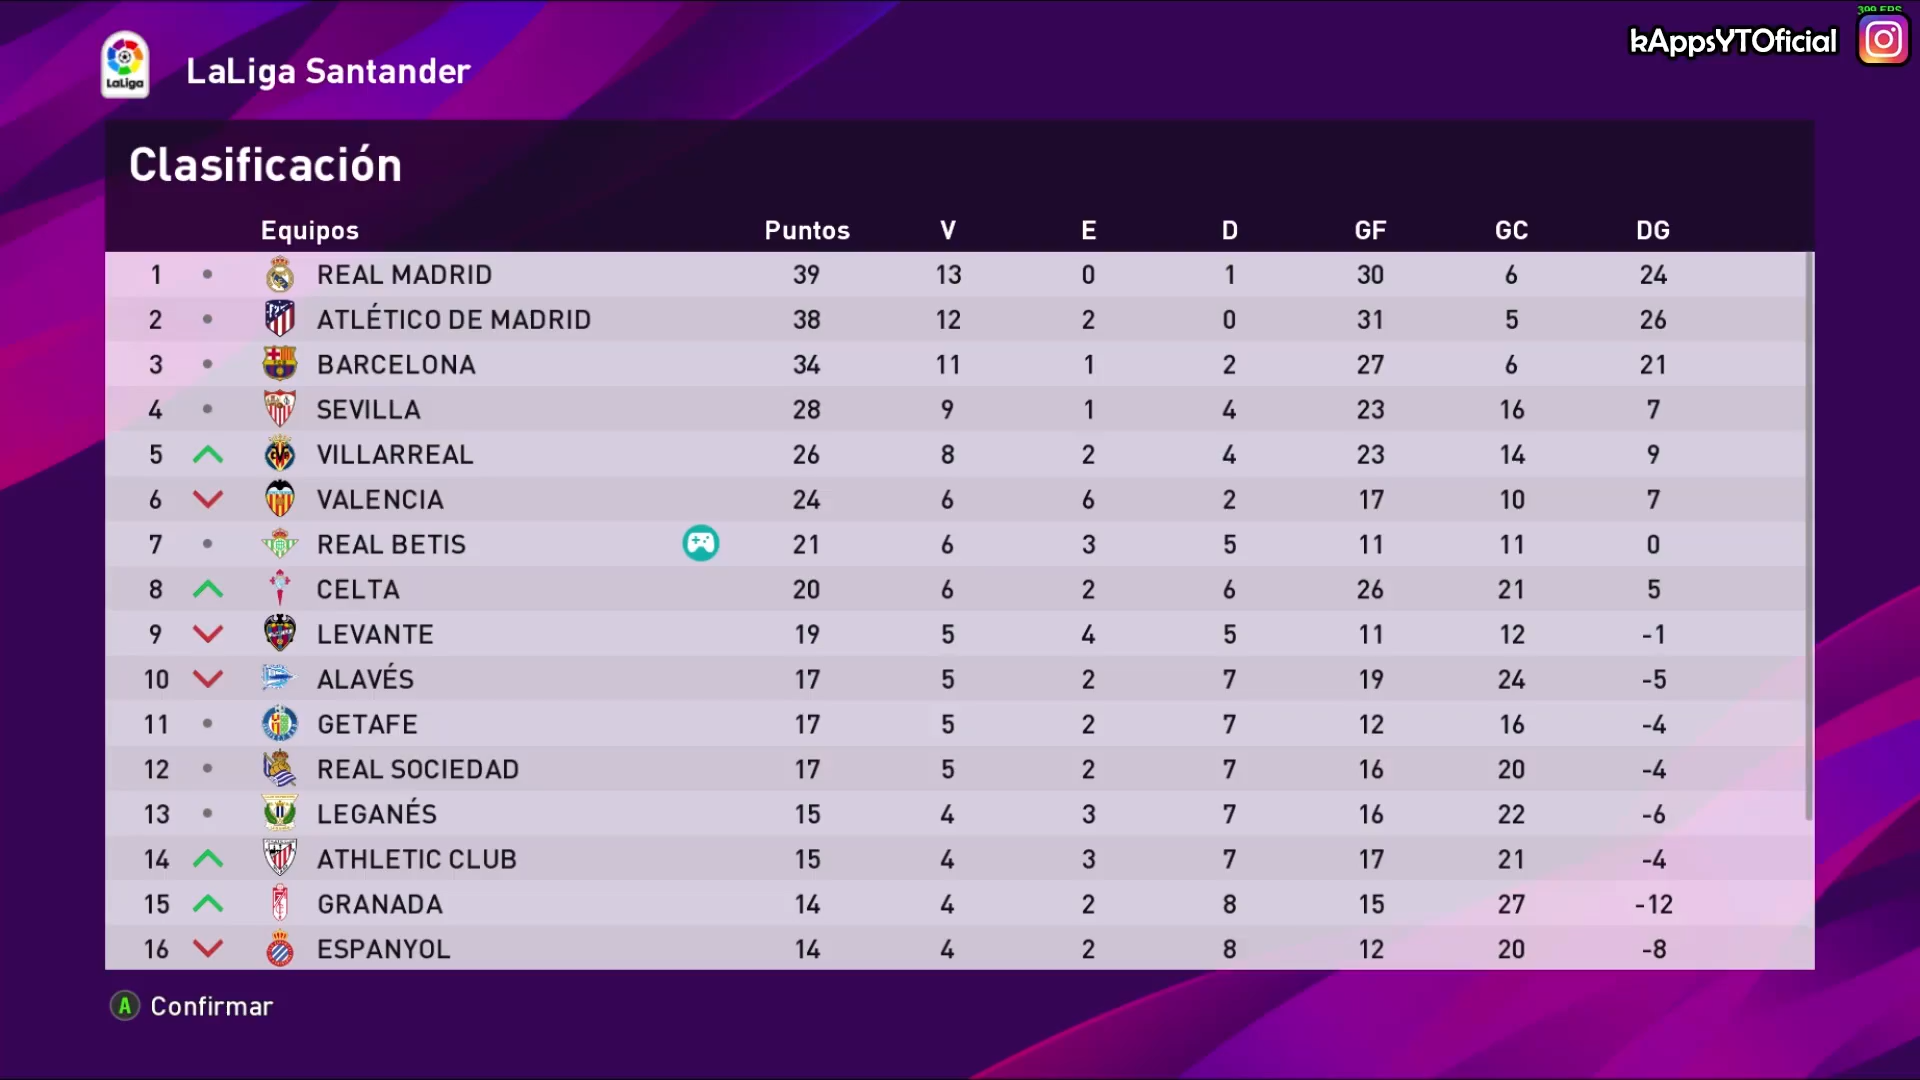 399 FPS
kAppsYTOficial
LaLiga
LaLiga Santander
Clasificación
Equipos Puntos V E D GF GC DG
1 REAL MADRID 39 13 0 1 30 6 24
2 ATLÉTICO DE MADRID 38 12 2 0 31 5 26
3 BARCELONA 34 11 1 2 27 6 21
4 SEVILLA 28 9 1 4 23 16 7
5 VILLARREAL 26 8 2 4 23 14 9
6 VALENCIA 24 6 6 2 17 10 7
7 REAL BETIS 21 6 3 5 11 11 0
8 CELTA 20 6 2 6 26 21 5
9 LEVANTE 19 5 4 5 11 12 -1
10 ALAVÉS 17 5 2 7 19 24 -5
11 GETAFE 17 5 2 7 12 16 -4
12 REAL SOCIEDAD 17 5 2 7 16 20 -4
13 LEGANÉS 15 4 3 7 16 22 -6
14 ATHLETIC CLUB 15 4 3 7 17 21 -4
15 GRANADA 14 4 2 8 15 27 -12
16 ESPANYOL 14 4 2 8 12 20 -8
A Confirmar